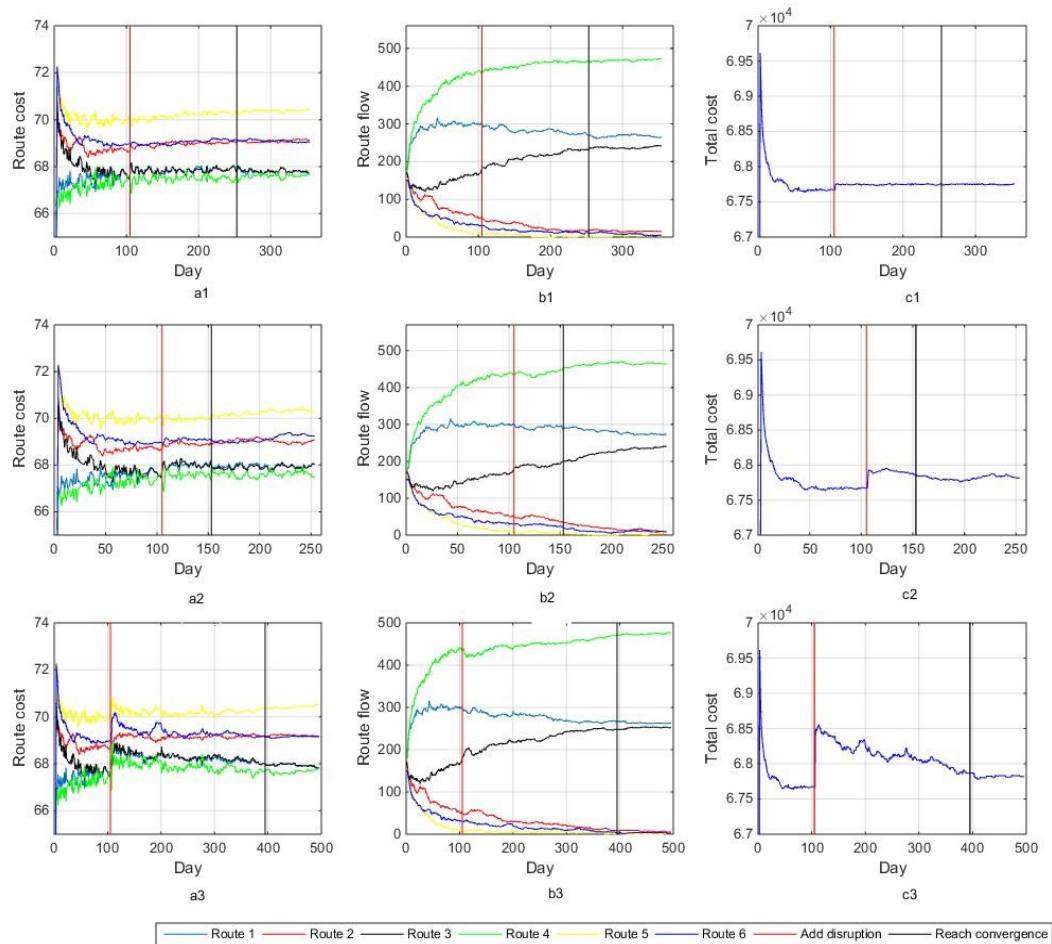 74
72
70
68
66
0 100 200 300
Route cost
Day
a1
500
400
300
200
100
0
0 100 200 300
Route flow
Day
b1
×10⁴
7
6.95
6.9
6.85
6.8
6.75
6.7
0 100 200 300
Total cost
Day
c1
74
72
70
68
66
0 50 100 150 200 250
Route cost
Day
a2
500
400
300
200
100
0
0 50 100 150 200 250
Route flow
Day
b2
×10⁴
7
6.95
6.9
6.85
6.8
6.75
6.7
0 50 100 150 200 250
Total cost
Day
c2
74
72
70
68
66
0 100 200 300 400 500
Route cost
Day
a3
500
400
300
200
100
0
0 100 200 300 400 500
Route flow
Day
b3
×10⁴
7
6.95
6.9
6.85
6.8
6.75
6.7
0 100 200 300 400 500
Total cost
Day
c3
Route 1 Route 2 Route 3 Route 4 Route 5 Route 6 Add disruption Reach convergence